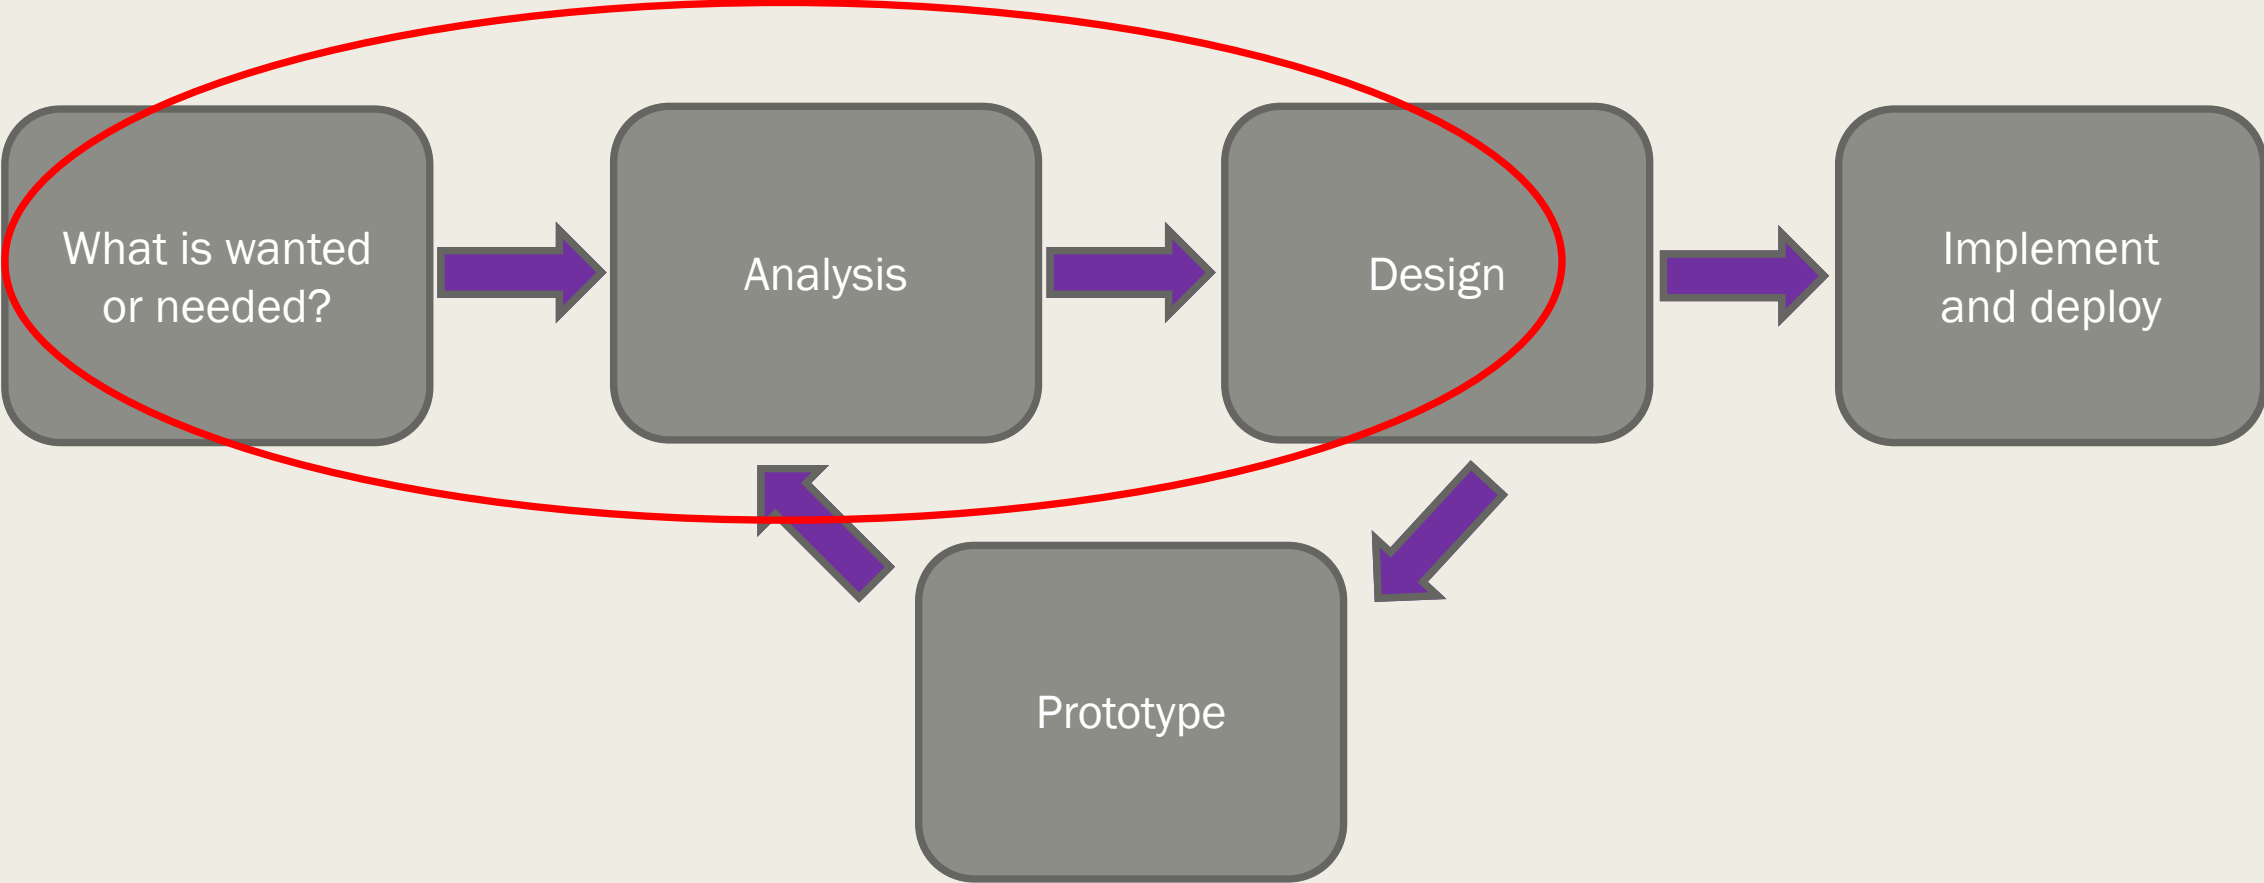 What is wanted
or needed?
Analysis
Design
Implement
and deploy
Prototype